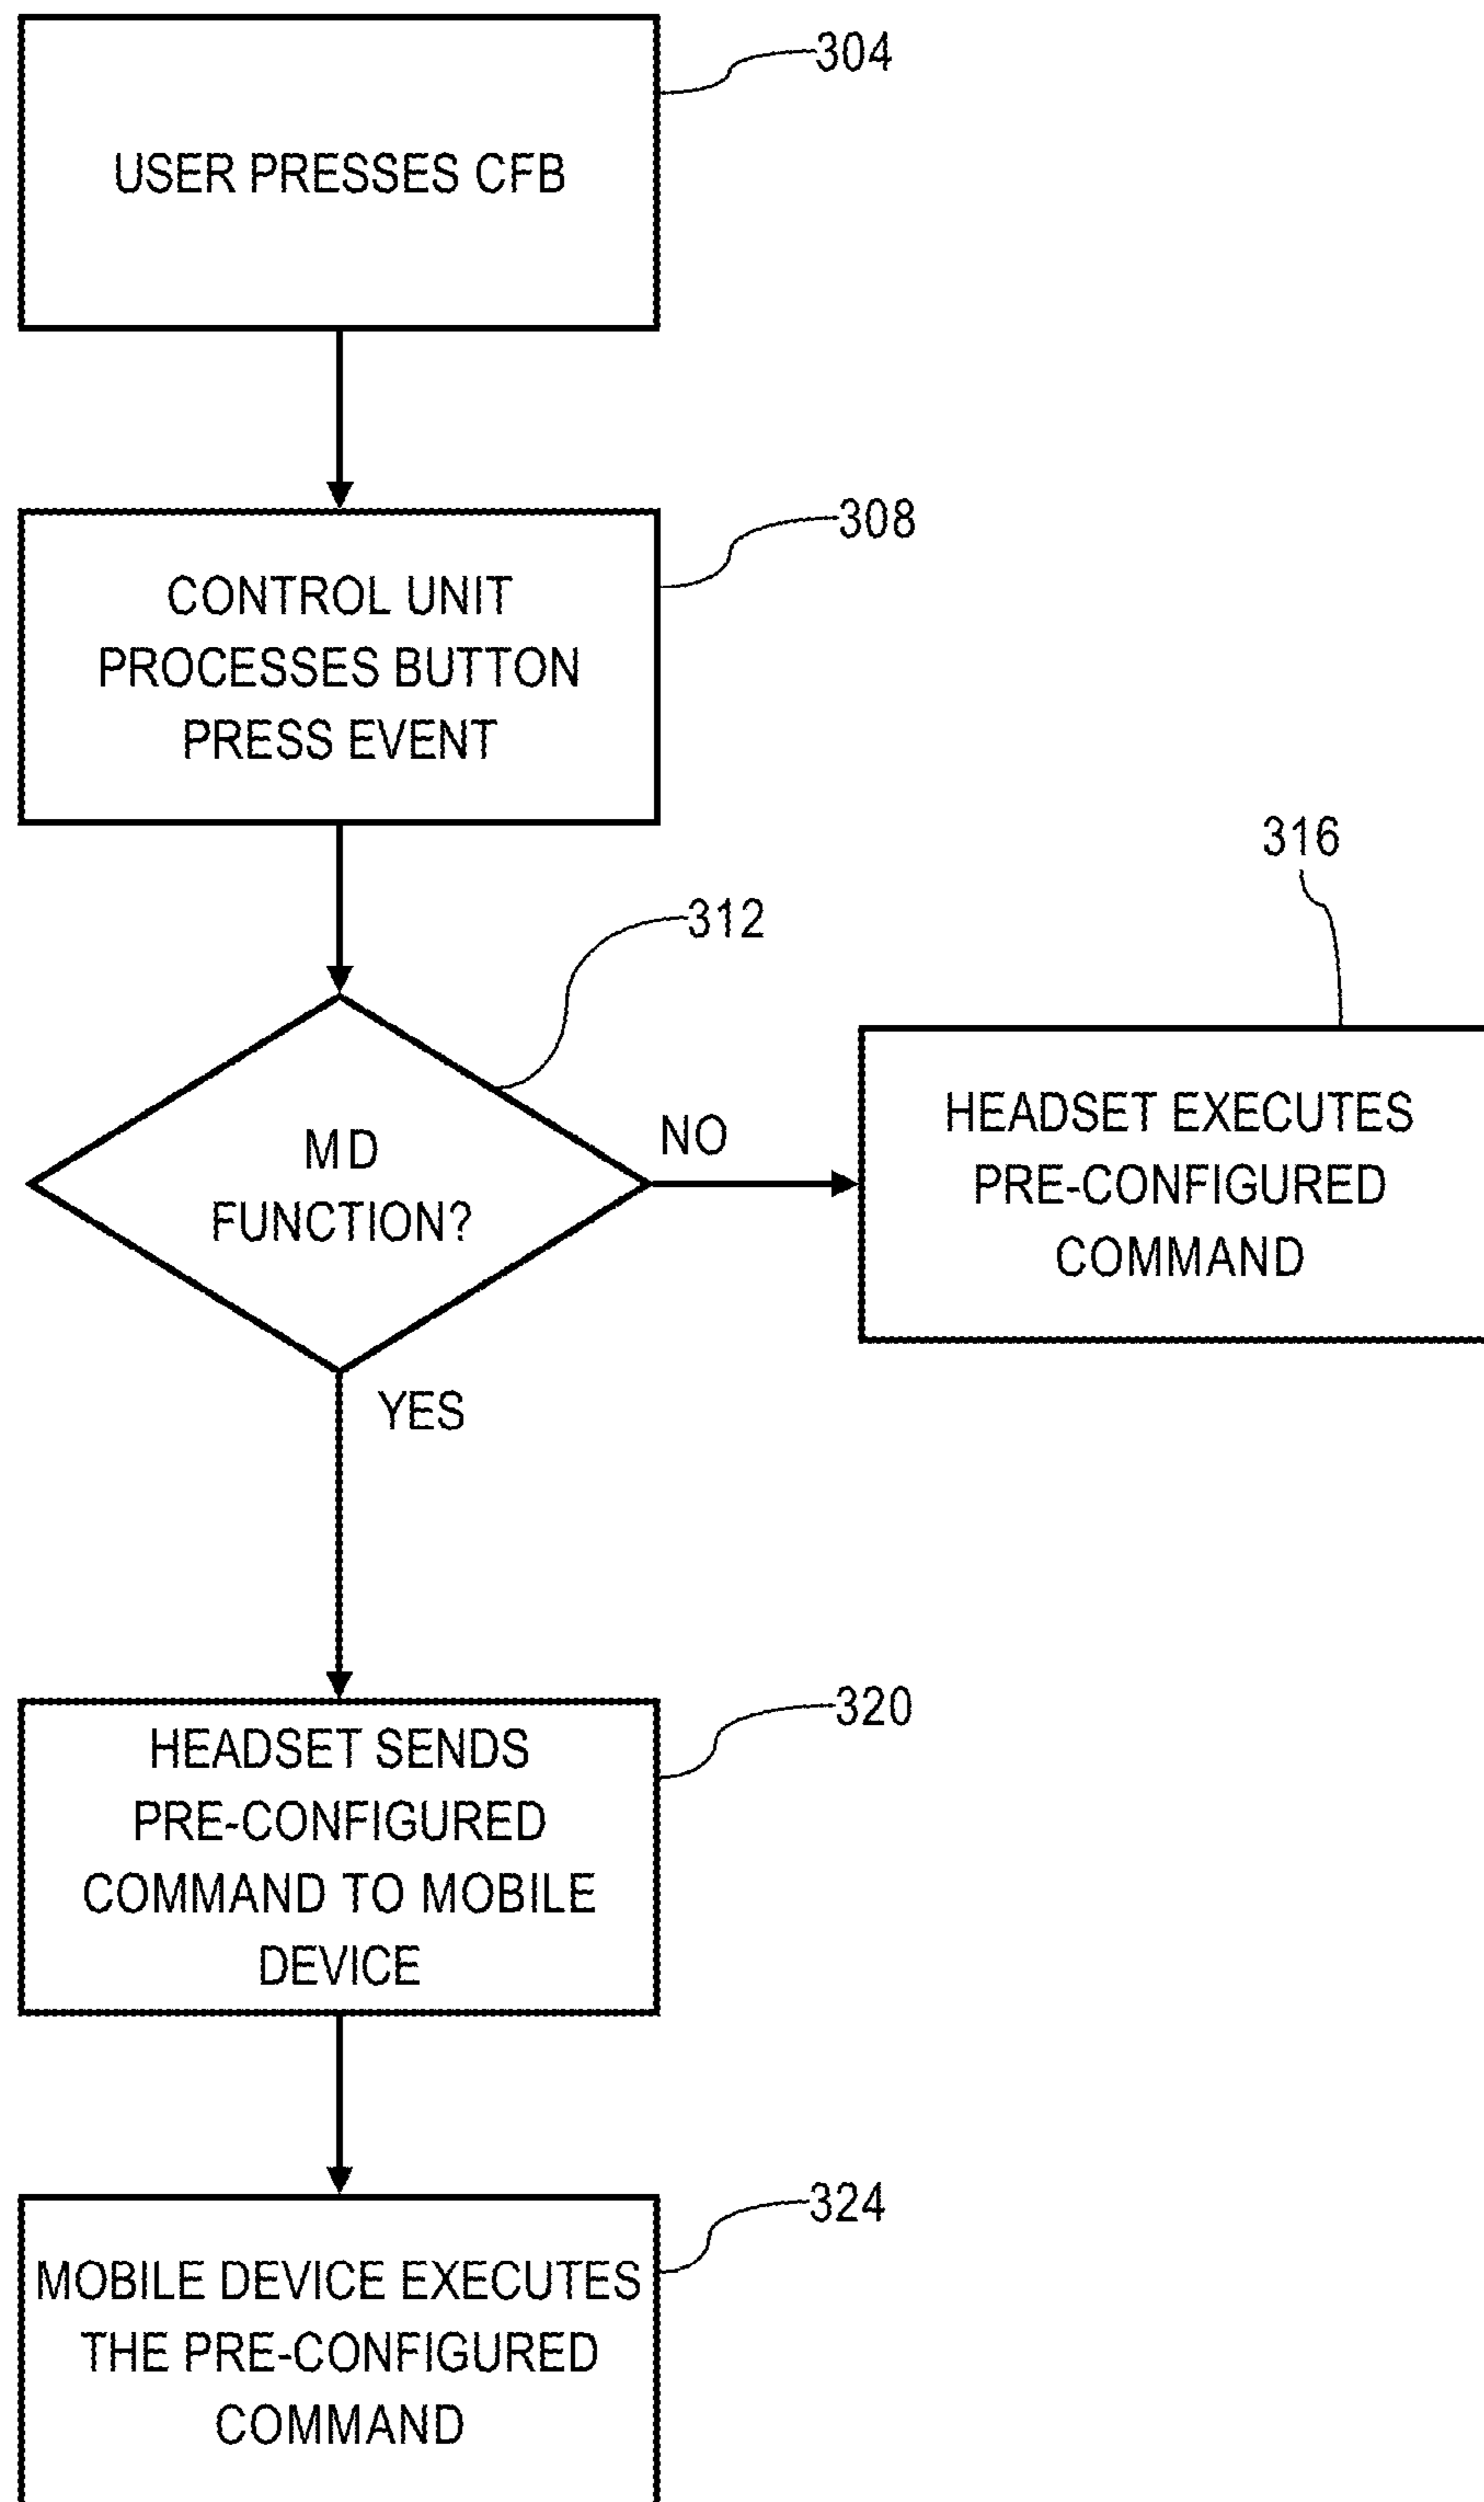 304
USER PRESSES CFB
308
CONTROL UNIT
PROCESSES BUTTON
PRESS EVENT
312
316
MD
FUNCTION?
NO
HEADSET EXECUTES
PRE-CONFIGURED
COMMAND
YES
320
HEADSET SENDS
PRE-CONFIGURED
COMMAND TO MOBILE
DEVICE
324
MOBILE DEVICE EXECUTES
THE PRE-CONFIGURED
COMMAND